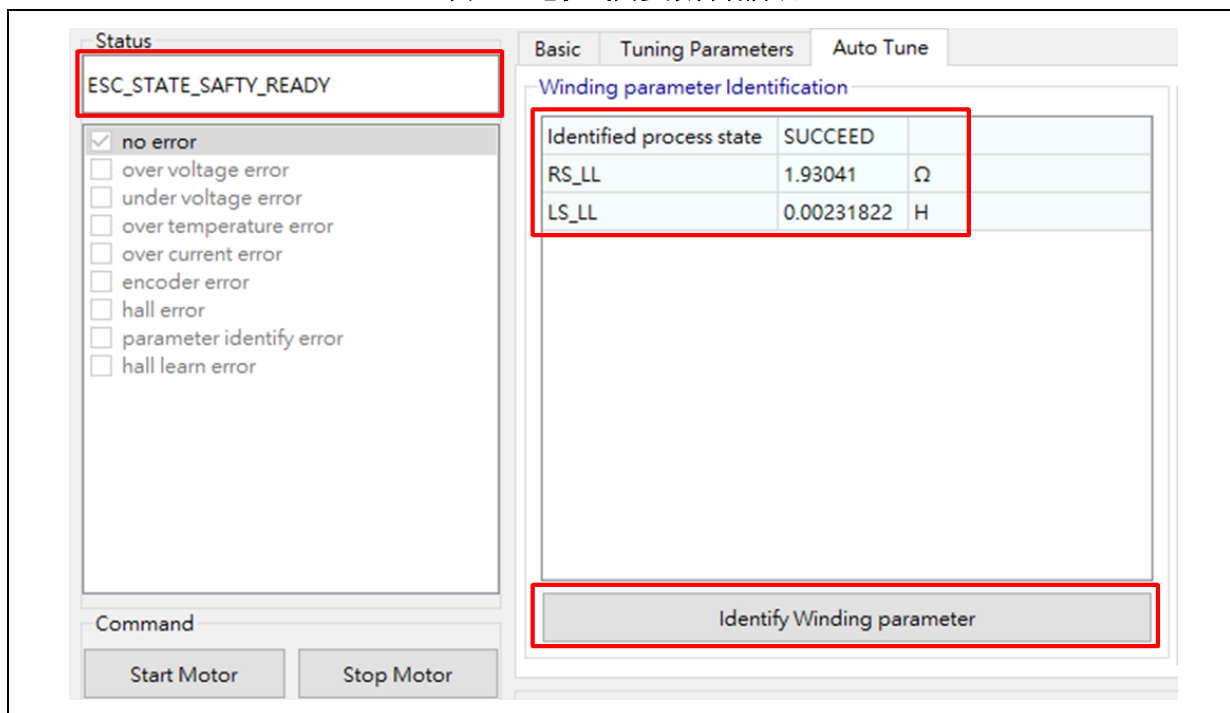 Status
ESC_STATE_SAFTY_READY
no error
over voltage error
under voltage error
over temperature error
over current error
encoder error
hall error
parameter identify error
hall learn error
Command
Start Motor Stop Motor
Basic Tuning Parameters Auto Tune
Winding parameter Identification
Identified process state SUCCEED
RS_LL 1.93041 Ω
LS_LL 0.00231822 H
Identify Winding parameter